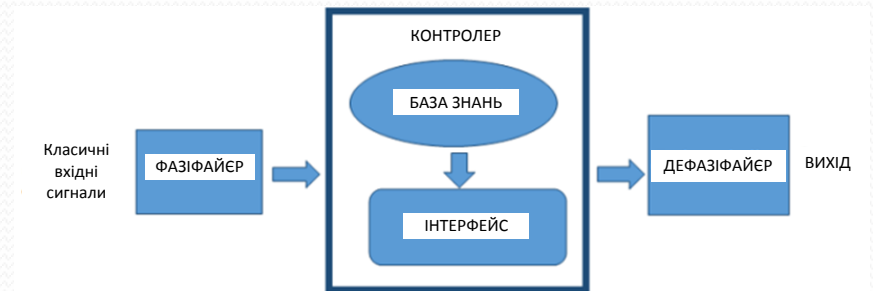 КОНТРОЛЕР
БАЗА ЗНАНЬ
Класичні
вхідні
сигнали
ФАЗІФАЙЄР
ДЕФАЗІФАЙЄР
ВИХІД
ІНТЕРФЕЙС